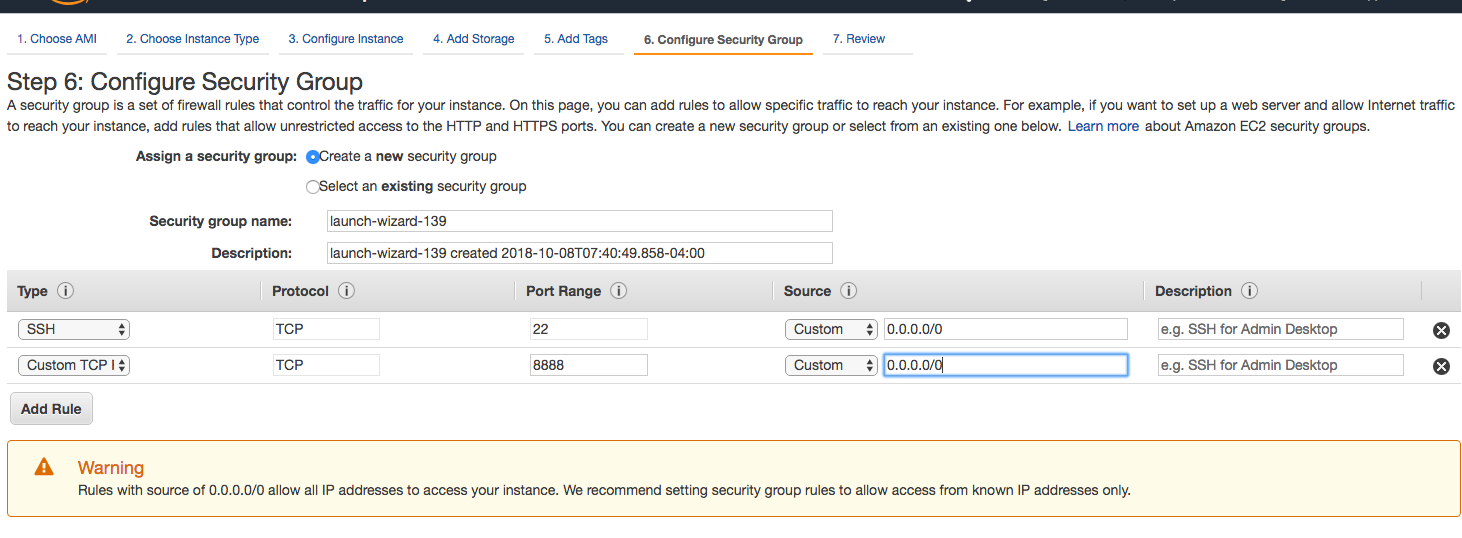 1. Choose AMI 2. Choose Instance Type 3. Configure Instance 4. Add Storage 5. Add Tags 6. Configure Security Group 7. Review
Step 6: Configure Security Group
A security group is a set of firewall rules that control the traffic for your instance. On this page, you can add rules to allow specific traffic to reach your instance. For example, if you want to set up a web server and allow Internet traffic
to reach your instance, add rules that allow unrestricted access to the HTTP and HTTPS ports. You can create a new security group or select from an existing one below. Learn more about Amazon EC2 security groups.
Assign a security group: Create a new security group
Select an existing security group
Security group name: launch-wizard-139
Description: launch-wizard-139 created 2018-10-08T07:40:49.858-04:00
Type i Protocol i Port Range i Source i Description i
SSH TCP 22 Custom 0.0.0.0/0 e.g. SSH for Admin Desktop
Custom TCP TCP 8888 Custom 0.0.0.0/0 e.g. SSH for Admin Desktop
Add Rule
Warning
Rules with source of 0.0.0.0/0 allow all IP addresses to access your instance. We recommend setting security group rules to allow access from known IP addresses only.